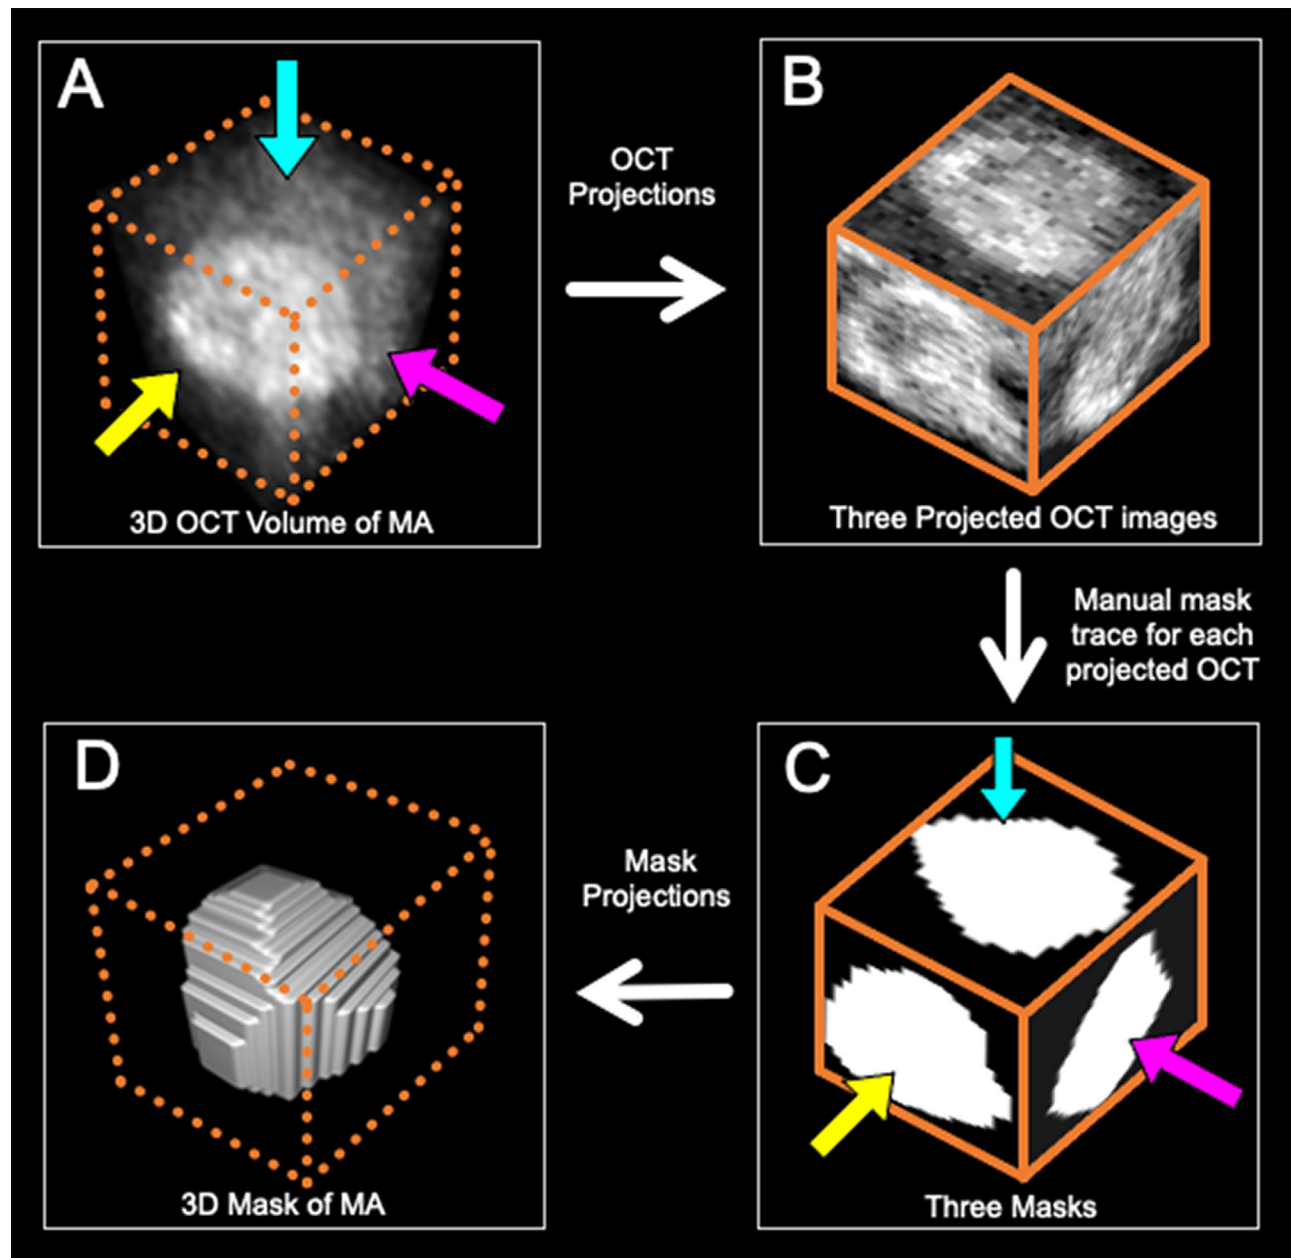 A
3D OCT Volume of MA
OCT
Projections
B
Three Projected OCT images
Manual mask
trace for each
projected OCT
C
Three Masks
Mask
Projections
D
3D Mask of MA